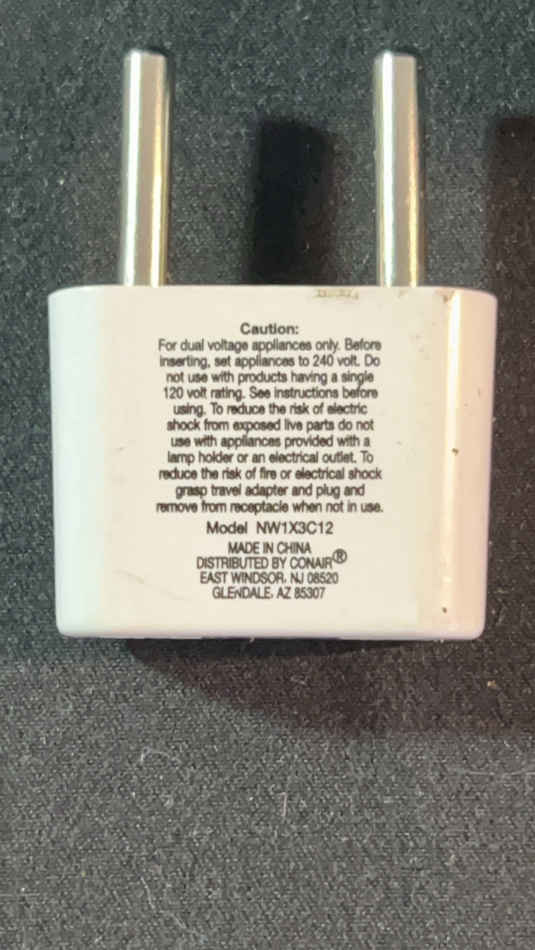 Caution:
For dual voltage appliances only. Before
inserting, set appliances to 240 volt. Do
not use with products having a single
120 volt rating. See instructions before
using. To reduce the risk of electric
shock from exposed live parts do not
use with appliances provided with a
lamp holder or an electrical outlet. To
reduce the risk of fire or electrical shock
grasp travel adapter and plug and
remove from receptacle when not in use.
Model NW1X3C12
MADE IN CHINA
DISTRIBUTED BY CONAIR®
EAST WINDSOR, NJ 08520
GLENDALE, AZ 85307